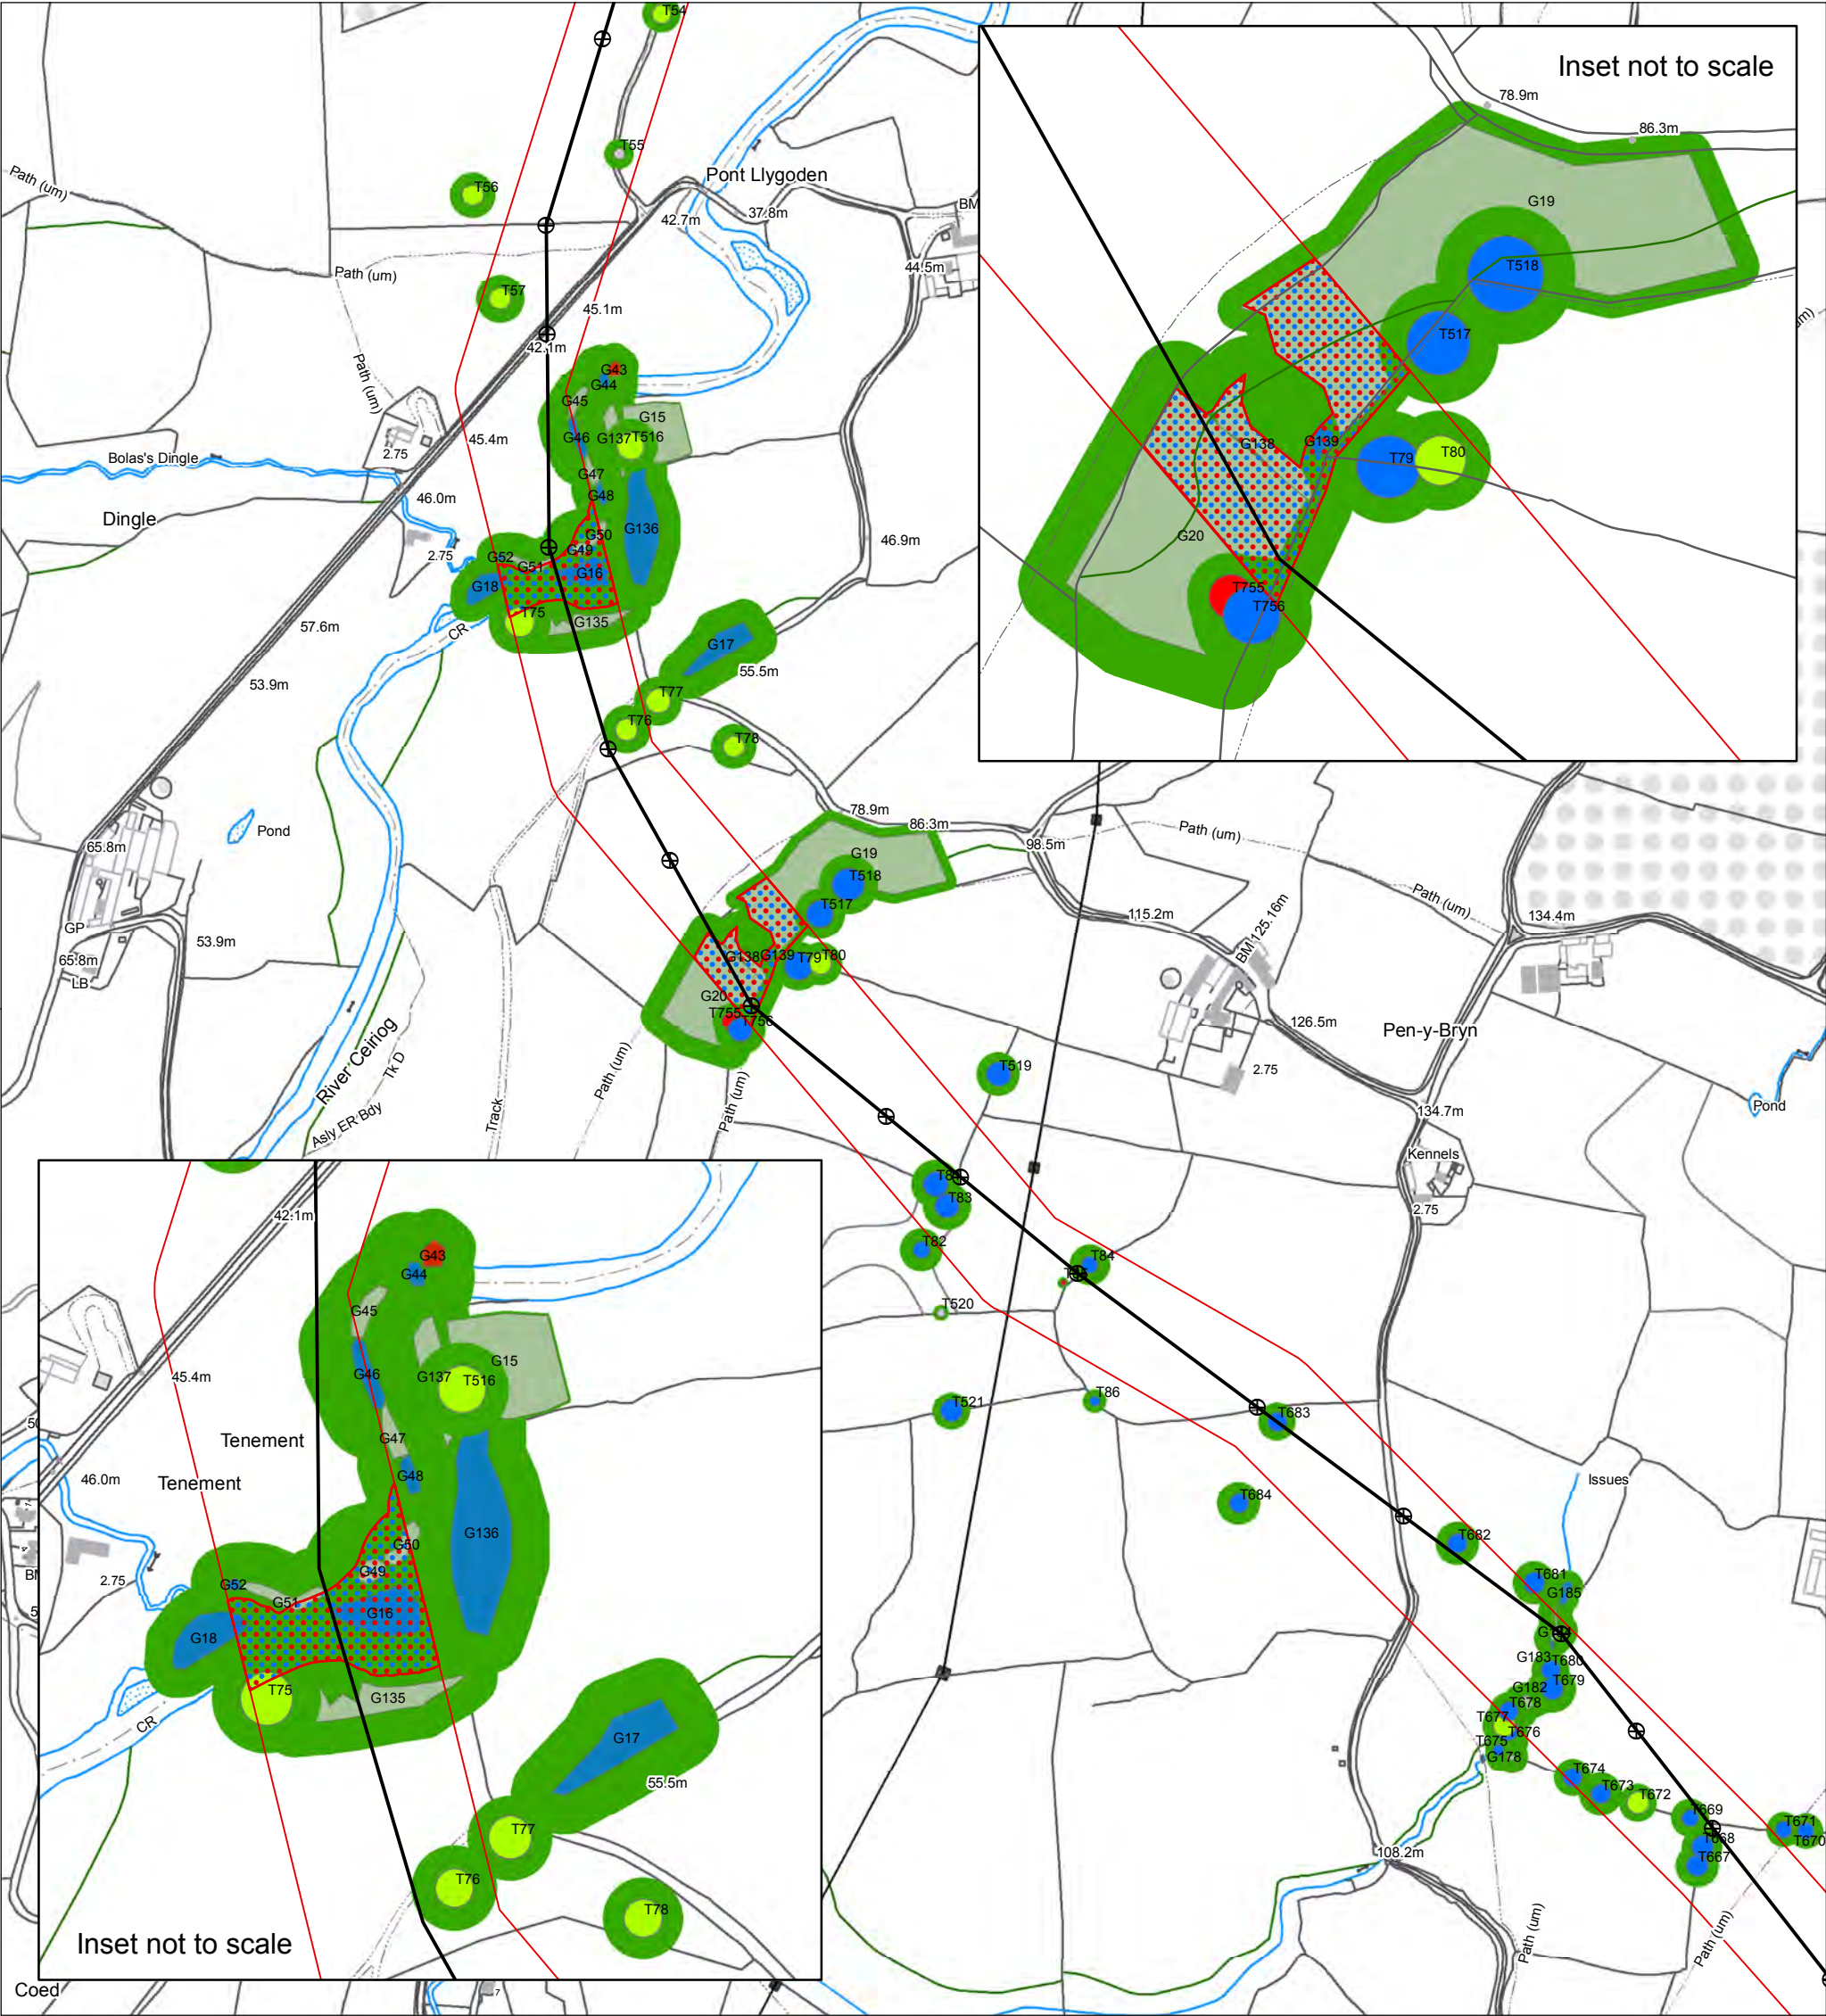 T54
Inset not to scale
78.9m
86.3m
G19
T518
T517
G138
G139
T79
T80
G20
T755
T756
T55
Pont Llygoden
Path (um)
T56
37.8m
42.7m
BM
44.5m
Path (um)
T57
45.1m
42.1m
Path (um)
G43
G44
G45
G15
45.4m
G46
G137
T516
2.75
Bolas's Dingle
G47
46.0m
G48
Dingle
G136
G50
46.9m
2.75
G49
G52
G51
G16
G18
T75
G135
57.6m
CR
G17
55.5m
53.9m
T77
T76
T78
78.9m
86.3m
Pond
Path (um)
98.5m
65.8m
G19
T518
Path (um)
T517
115.2m
134.4m
GP
53.9m
BM 125.16m
65.8m
G138
G139
T79
T80
LB
G20
T755
T756
126.5m
Pen-y-Bryn
River Ceiriog
Tk D
Path (um)
T519
2.75
Track
Path (um)
Pond
134.7m
Asly ER Bdy
Kennels
T83
2.75
42.1m
T82
G43
T84
G44
G45
T520
45.4m
G46
G137
T516
G15
T86
T521
T683
Tenement
G47
Tenement
46.0m
G48
Issues
T684
G136
G50
T682
G49
2.75
G52
T681
G51
G185
G16
G18
G183
T680
T75
G135
G182
T679
T678
CR
T677
T676
G17
T675
G178
55.5m
T674
T673
T672
T669
T671
T77
T668
T670
108.2m
T667
T76
T78
Path (um)
Path (um)
Inset not to scale
Coed
7